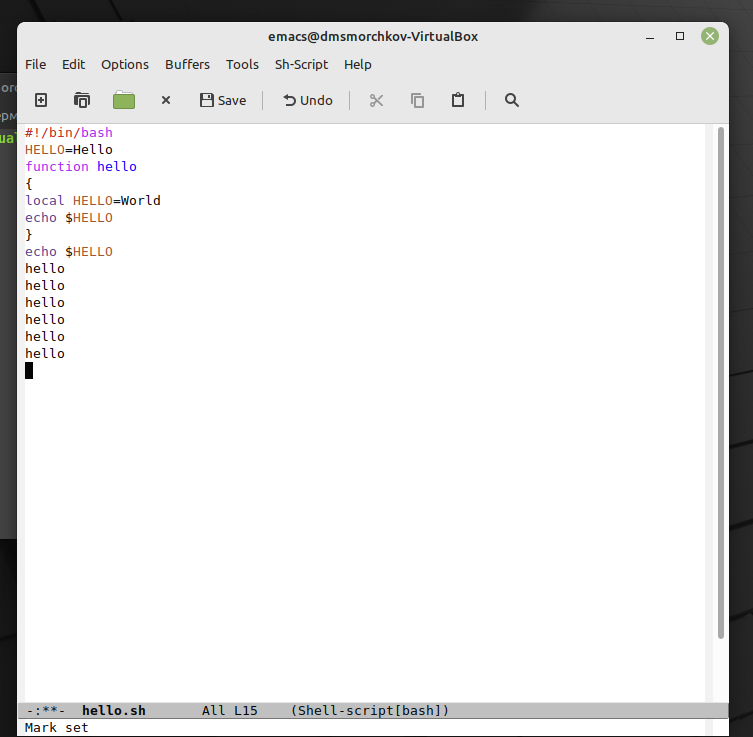 emacs@dmsmorchkov-VirtualBox
File Edit Options Buffers Tools Sh-Script Help
Save Undo
#!/bin/bash
HELLO=Hello
function hello
{
local HELLO=World
echo $HELLO
}
echo $HELLO
hello
hello
hello
hello
hello
hello
-:**- hello.sh All L15 (Shell-script[bash])
Mark set